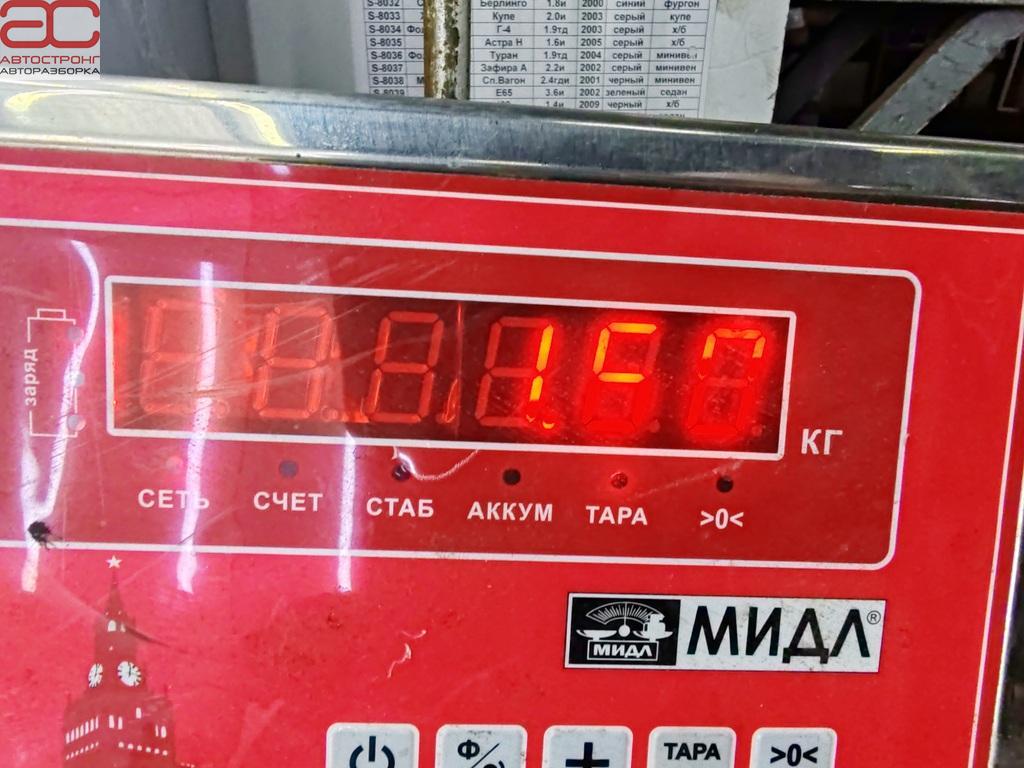 АС
АВТОСТРОНГ
АВТОРАЗБОРКА
S-8032 Берлинго 1.8и 2000 синий фургон
S-8033 Купе 2.0и 2003 серый купе
S-8034 Г-4 1.9тд 2003 серый х/б
S-8035 Астра Н 1.6и 2005 серый х/б
S-8036 Туран 1.9тд 2004 серый минивен
S-8037 Зафира А 2.2и 2002 серый минивен
S-8038 Сп.Вагон 2.4гди 2001 черный минивен
S-8039 Е65 3.6и 2002 зеленый седан
1.4и 2009 черный х/б
заряд
КГ
СЕТЬ СЧЕТ СТАБ АККУМ ТАРА >0<
МИДЛ МИДЛ®
Ф ТАРА >0<